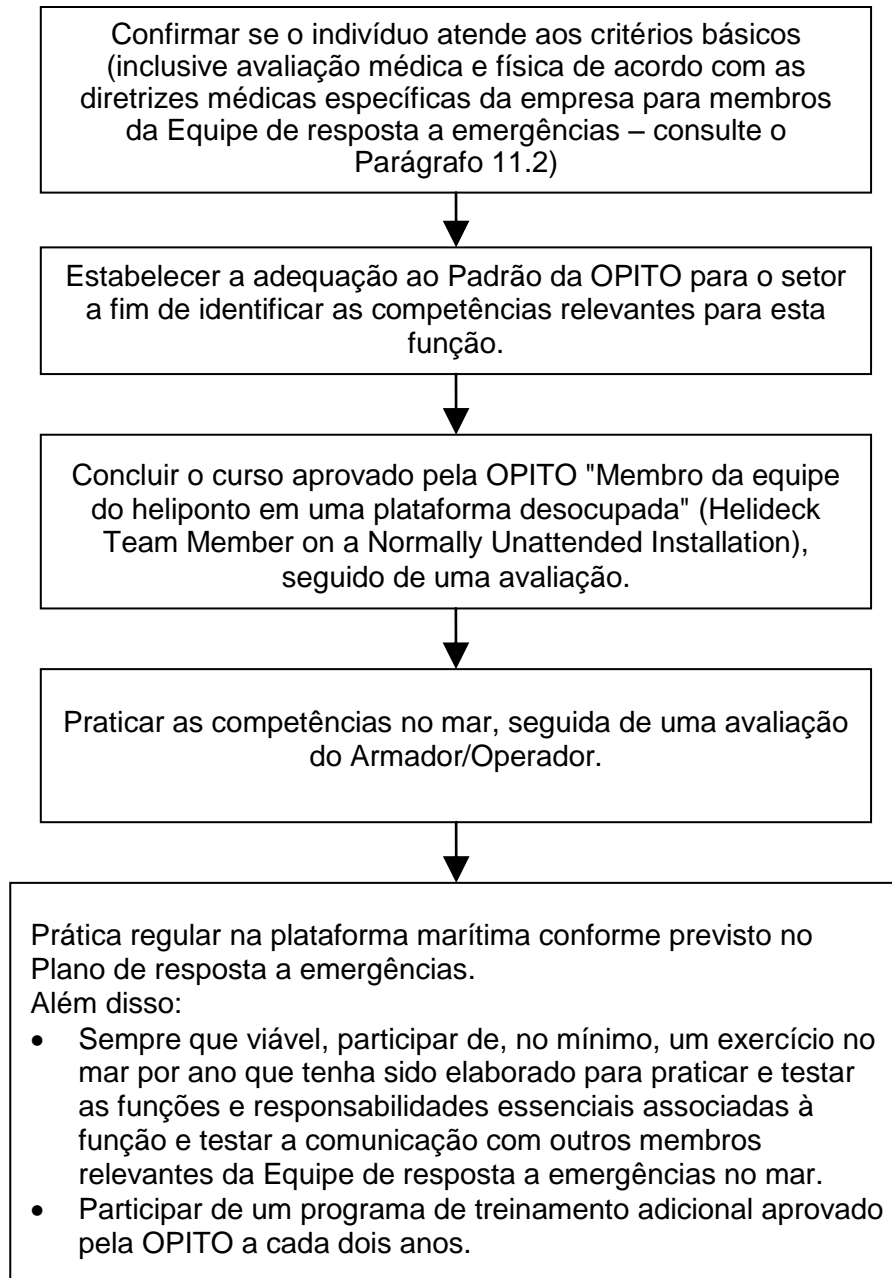 Confirmar se o indivíduo atende aos critérios básicos
(inclusive avaliação médica e física de acordo com as
diretrizes médicas específicas da empresa para membros
da Equipe de resposta a emergências – consulte o
Parágrafo 11.2)
Estabelecer a adequação ao Padrão da OPITO para o setor
a fim de identificar as competências relevantes para esta
função.
Concluir o curso aprovado pela OPITO "Membro da equipe
do heliponto em uma plataforma desocupada" (Helideck
Team Member on a Normally Unattended Installation),
seguido de uma avaliação.
Praticar as competências no mar, seguida de uma avaliação
do Armador/Operador.
Prática regular na plataforma marítima conforme previsto no
Plano de resposta a emergências.
Além disso:
• Sempre que viável, participar de, no mínimo, um exercício no
mar por ano que tenha sido elaborado para praticar e testar
as funções e responsabilidades essenciais associadas à
função e testar a comunicação com outros membros
relevantes da Equipe de resposta a emergências no mar.
• Participar de um programa de treinamento adicional aprovado
pela OPITO a cada dois anos.